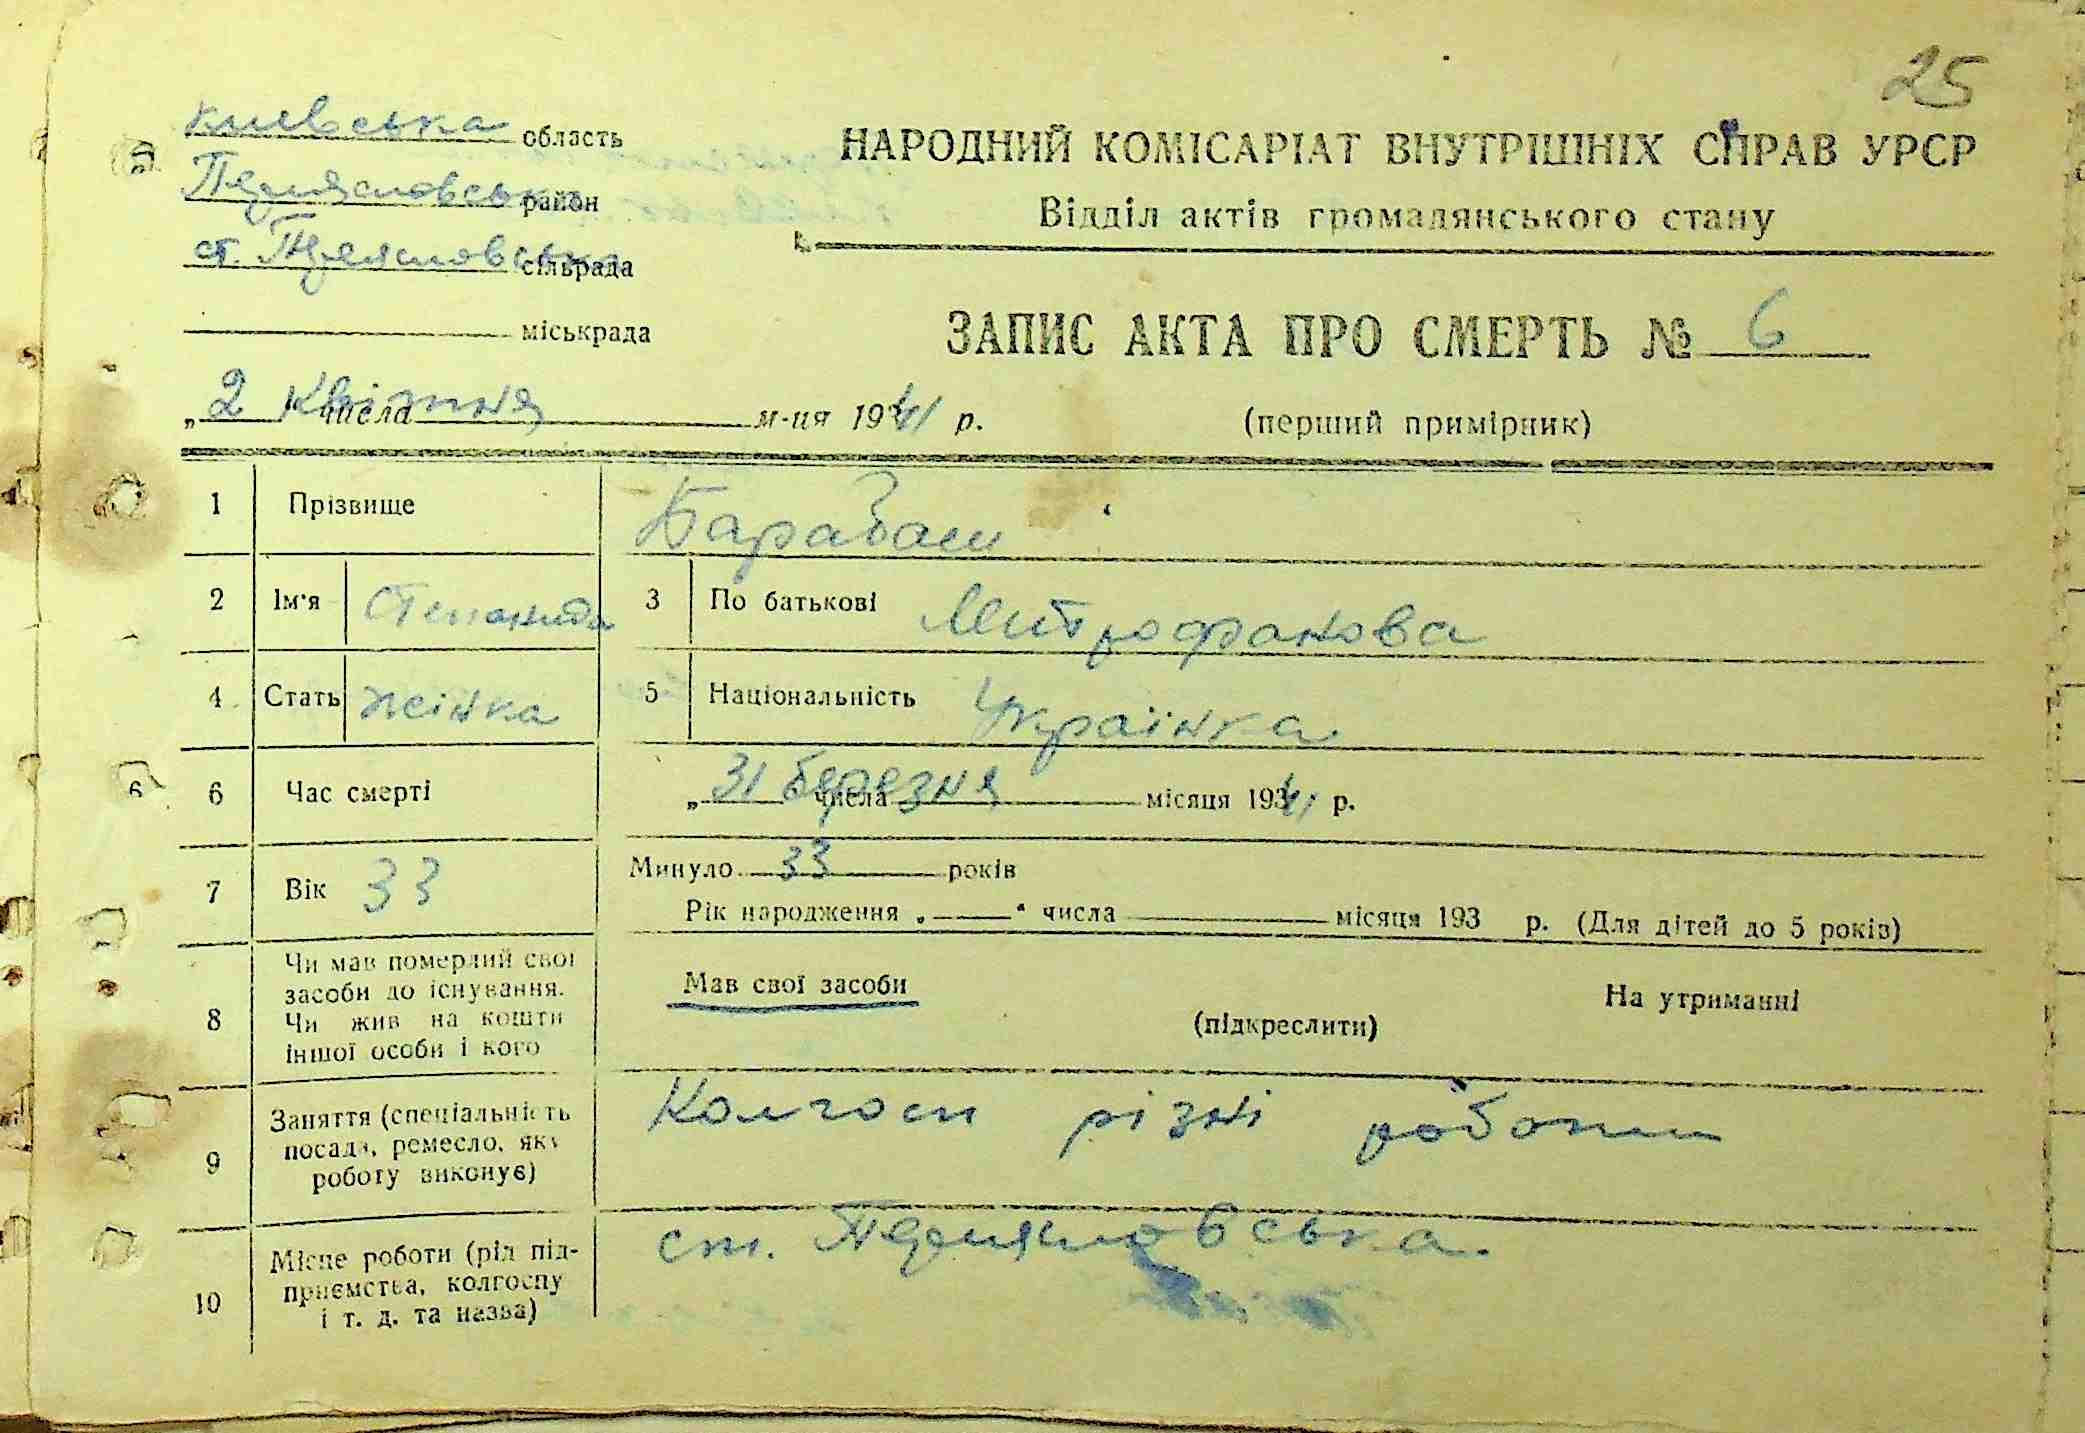 25
Киевська область
район
ст. сільрада
міськрада
НАРОДНИЙ КОМІСАРІАТ ВНУТРІШНІХ СПРАВ УРСР
Відділ актів громадянського стану
ЗАПИС АКТА ПРО СМЕРТЬ № 6
(перший примірник)
„2 числа Квітня м-ця 1941 р.
1 Прізвище Барабаш
2 Ім'я Степанида 3 По батькові Митрофанова
4 Стать жінка 5 Національність Українка
6 Час смерті „31 числа березня місяця 1941 р.
7 Вік 33 Минуло 33 років
Рік народження „ “ числа місяця 193 р. (Для дітей до 5 років)
8 Чи мав померлий свої
засоби до існування.
Чи жив на кошти
іншої особи і кого
Мав свої засоби
(підкреслити)
На утриманні
9 Заняття (спеціальність
посада, ремесло, яку
роботу виконує)
Колгосп різні роботи
10 Місце роботи (рід під-
приємства, колгоспу
і т. д. та назва)
ст.